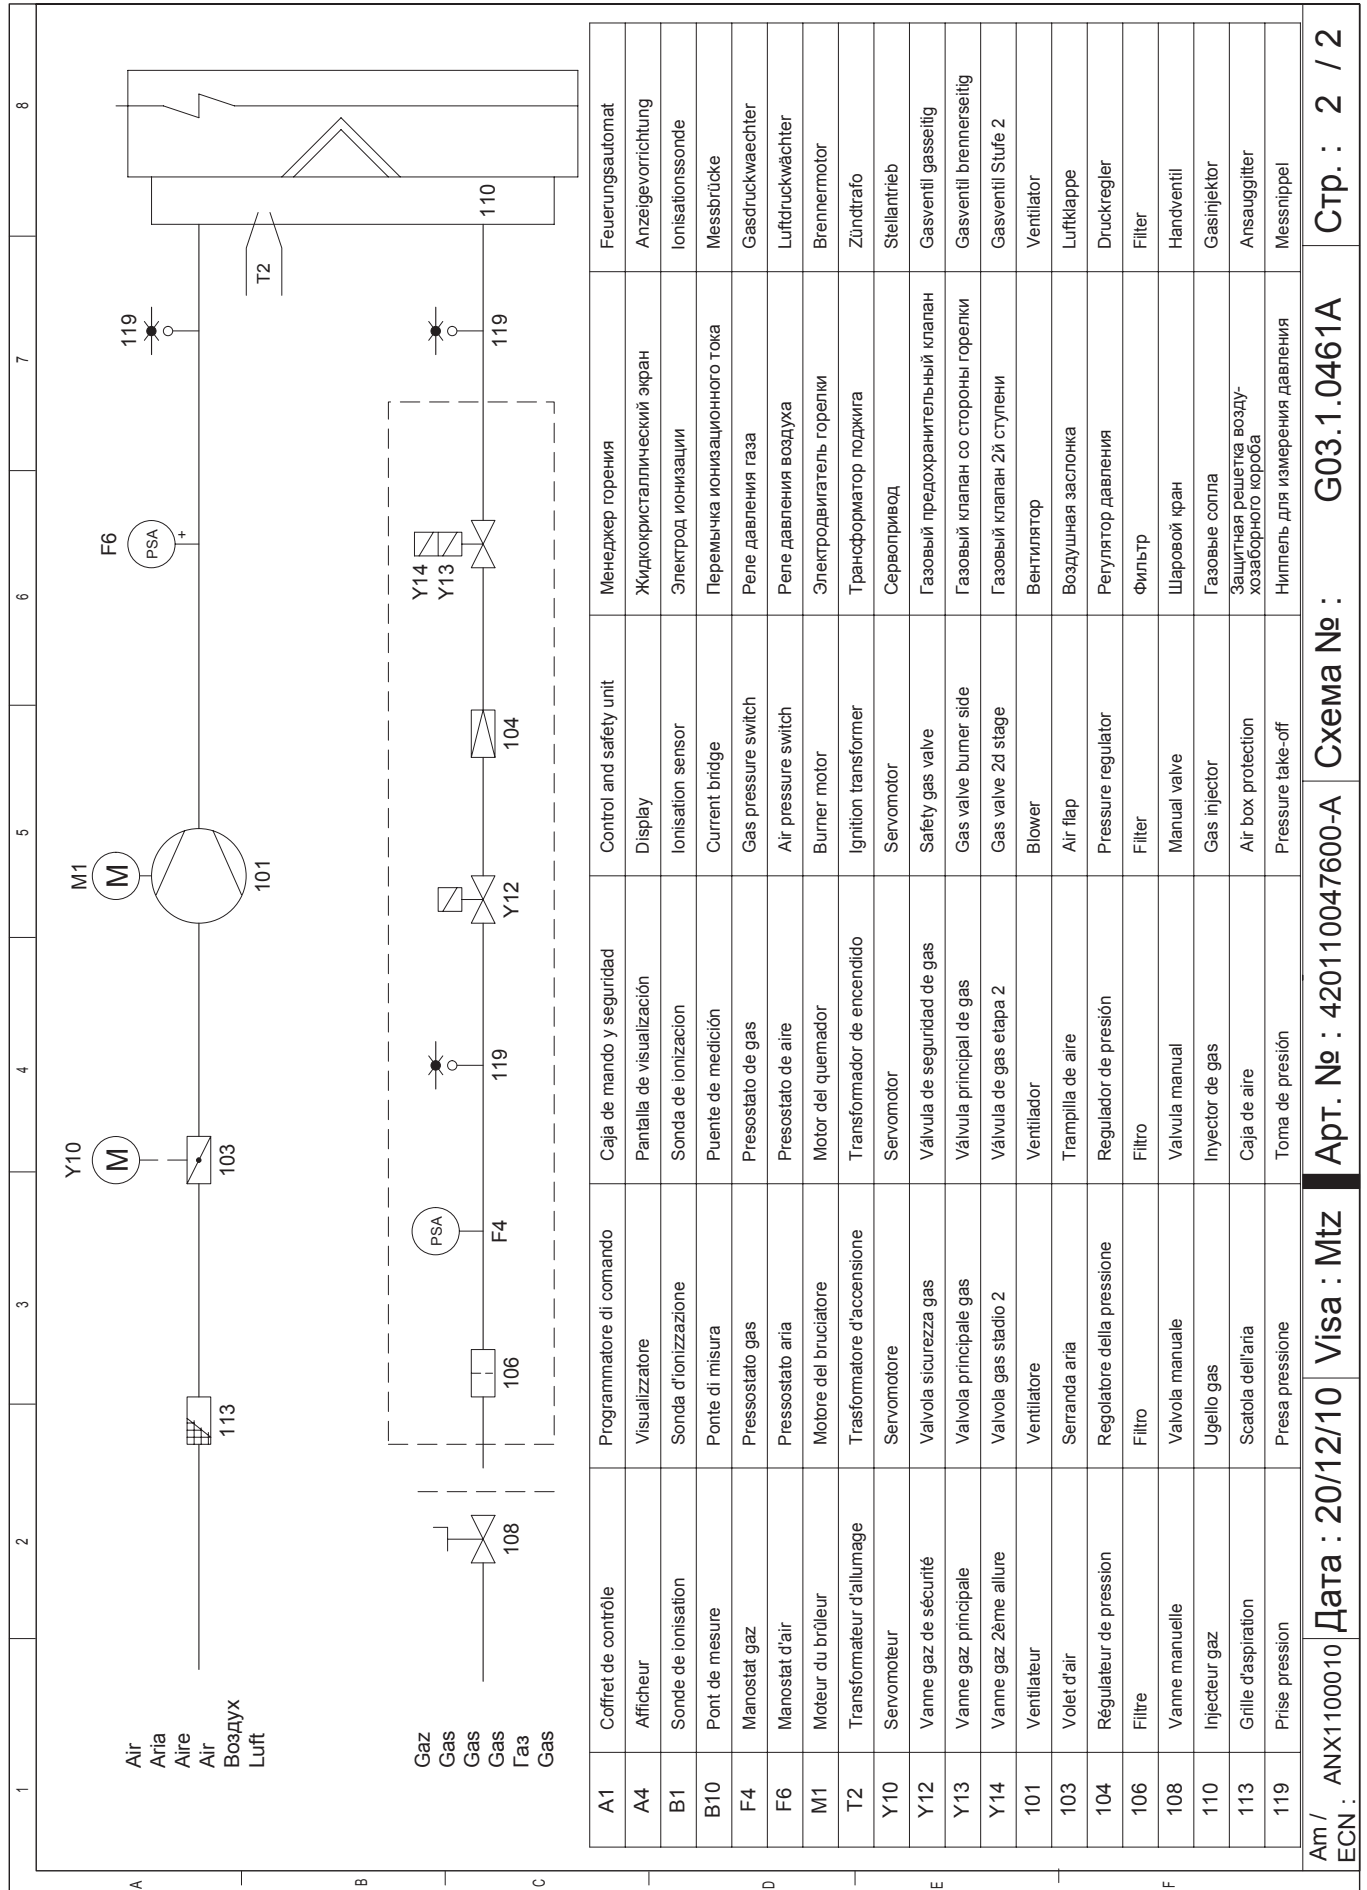 1 2 3 4 5 6 7 8
A
B
C
D
E
F
Air
Aria
Aire
Air
Воздух
Luft
113
Y10
M
103
M1
M
101
F6
PSA
+
119
T2
110
Gaz
Gas
Gas
Gas
Газ
Gas
108
106
PSA
F4
119
Y12
104
Y14
Y13
119
A1 Coffret de contrôle Programmatore di comando Caja de mando y seguridad Control and safety unit Менеджер горения Feuerungsautomat
A4 Afficheur Visualizzatore Pantalla de visualización Display Жидкокристаллический экран Anzeigevorrichtung
B1 Sonde de ionisation Sonda d'ionizzazione Sonda de ionizacion Ionisation sensor Электрод ионизации Ionisationssonde
B10 Pont de mesure Ponte di misura Puente de medición Current bridge Перемычка ионизационного тока Messbrücke
F4 Manostat gaz Pressostato gas Presostato de gas Gas pressure switch Реле давления газа Gasdruckwaechter
F6 Manostat d'air Pressostato aria Presostato de aire Air pressure switch Реле давления воздуха Luftdruckwächter
M1 Moteur du brûleur Motore del bruciatore Motor del quemador Burner motor Электродвигатель горелки Brennermotor
T2 Transformateur d'allumage Trasformatore d'accensione Transformador de encendido Ignition transformer Трансформатор поджига Zündtrafo
Y10 Servomoteur Servomotore Servomotor Servomotor Сервопривод Stellantrieb
Y12 Vanne gaz de sécurité Valvola sicurezza gas Válvula de seguridad de gas Safety gas valve Газовый предохранительный клапан Gasventil gasseitig
Y13 Vanne gaz principale Valvola principale gas Válvula principal de gas Gas valve burner side Газовый клапан со стороны горелки Gasventil brennerseitig
Y14 Vanne gaz 2ème allure Valvola gas stadio 2 Válvula de gas etapa 2 Gas valve 2d stage Газовый клапан 2й ступени Gasventil Stufe 2
101 Ventilateur Ventilatore Ventilador Blower Вентилятор Ventilator
103 Volet d'air Serranda aria Trampilla de aire Air flap Воздушная заслонка Luftklappe
104 Régulateur de pression Regolatore della pressione Regulador de presión Pressure regulator Регулятор давления Druckregler
106 Filtre Filtro Filtro Filter Фильтр Filter
108 Vanne manuelle Valvola manuale Valvula manual Manual valve Шаровой кран Handventil
110 Injecteur gaz Ugello gas Inyector de gas Gas injector Газовые сопла Gasinjektor
113 Grille d'aspiration Scatola dell'aria Caja de aire Air box protection Защитная решетка возду-
хозаборного короба Ansauggitter
119 Prise pression Presa pressione Toma de presión Pressure take-off Ниппель для измерения давления Messnippel
Am /
ECN : ANX1100010 Дата : 20/12/10 Visa : Mtz Арт. № : 420110047600-A Схема № : G03.1.0461A Стр. : 2 / 2